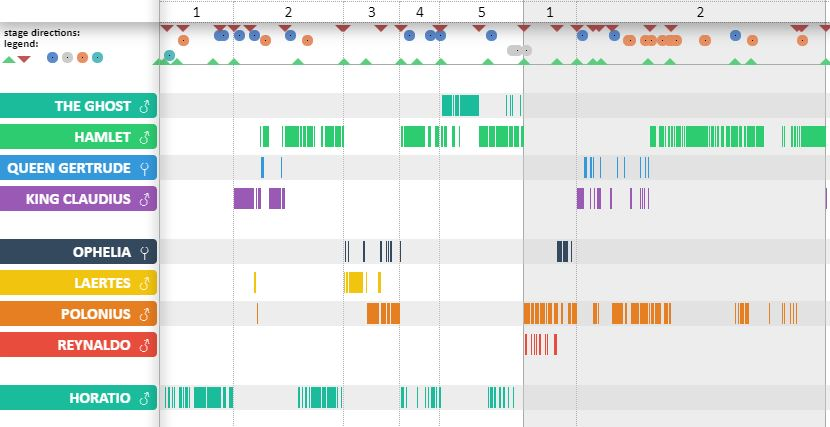 1 2 3 4 5 1 2
stage directions:
legend:
THE GHOST ♂
HAMLET ♂
QUEEN GERTRUDE ♀
KING CLAUDIUS ♂
OPHELIA ♀
LAERTES ♂
POLONIUS ♂
REYNALDO ♂
HORATIO ♂